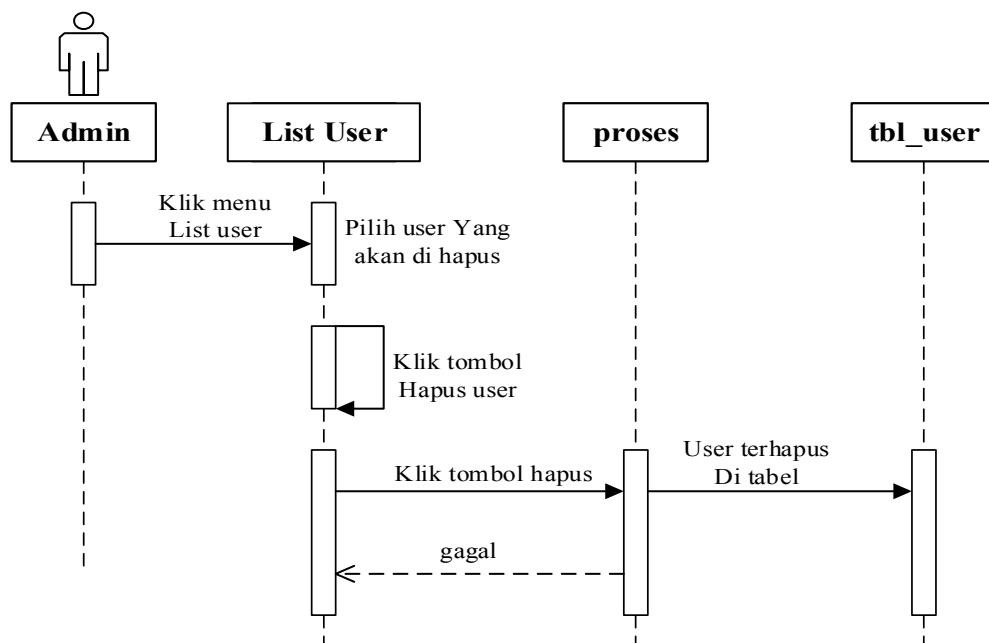 Admin
List User
proses
tbl_user
Klik menu
List user
Pilih user Yang
akan di hapus
Klik tombol
Hapus user
Klik tombol hapus
User terhapus
Di tabel
gagal